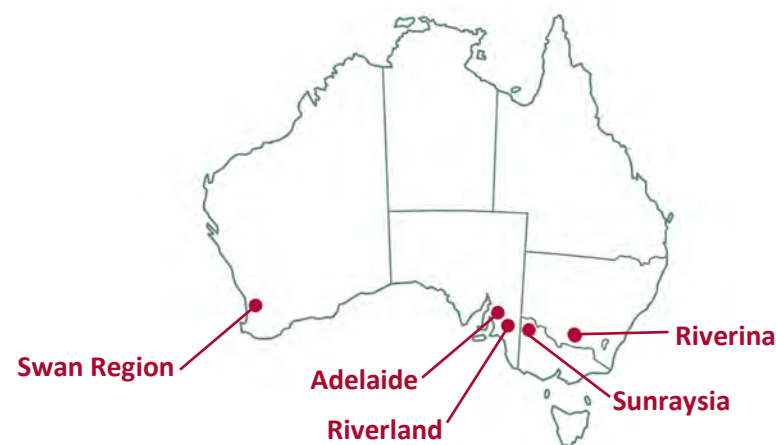 Swan Region
Adelaide
Riverland
Sunraysia
Riverina